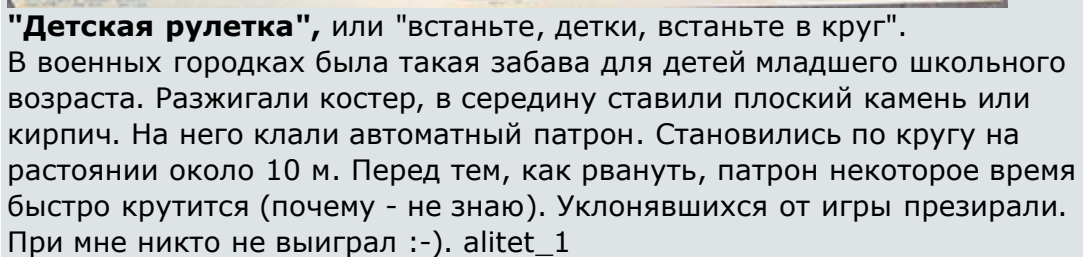 "Детская рулетка", или "встаньте, детки, встаньте в круг".
В военных городках была такая забава для детей младшего школьного
возраста. Разжигали костер, в середину ставили плоский камень или
кирпич. На него клали автоматный патрон. Становились по кругу на
растоянии около 10 м. Перед тем, как рвануть, патрон некоторое время
быстро крутится (почему - не знаю). Уклонявшихся от игры презирали.
При мне никто не выиграл :-). alitet_1